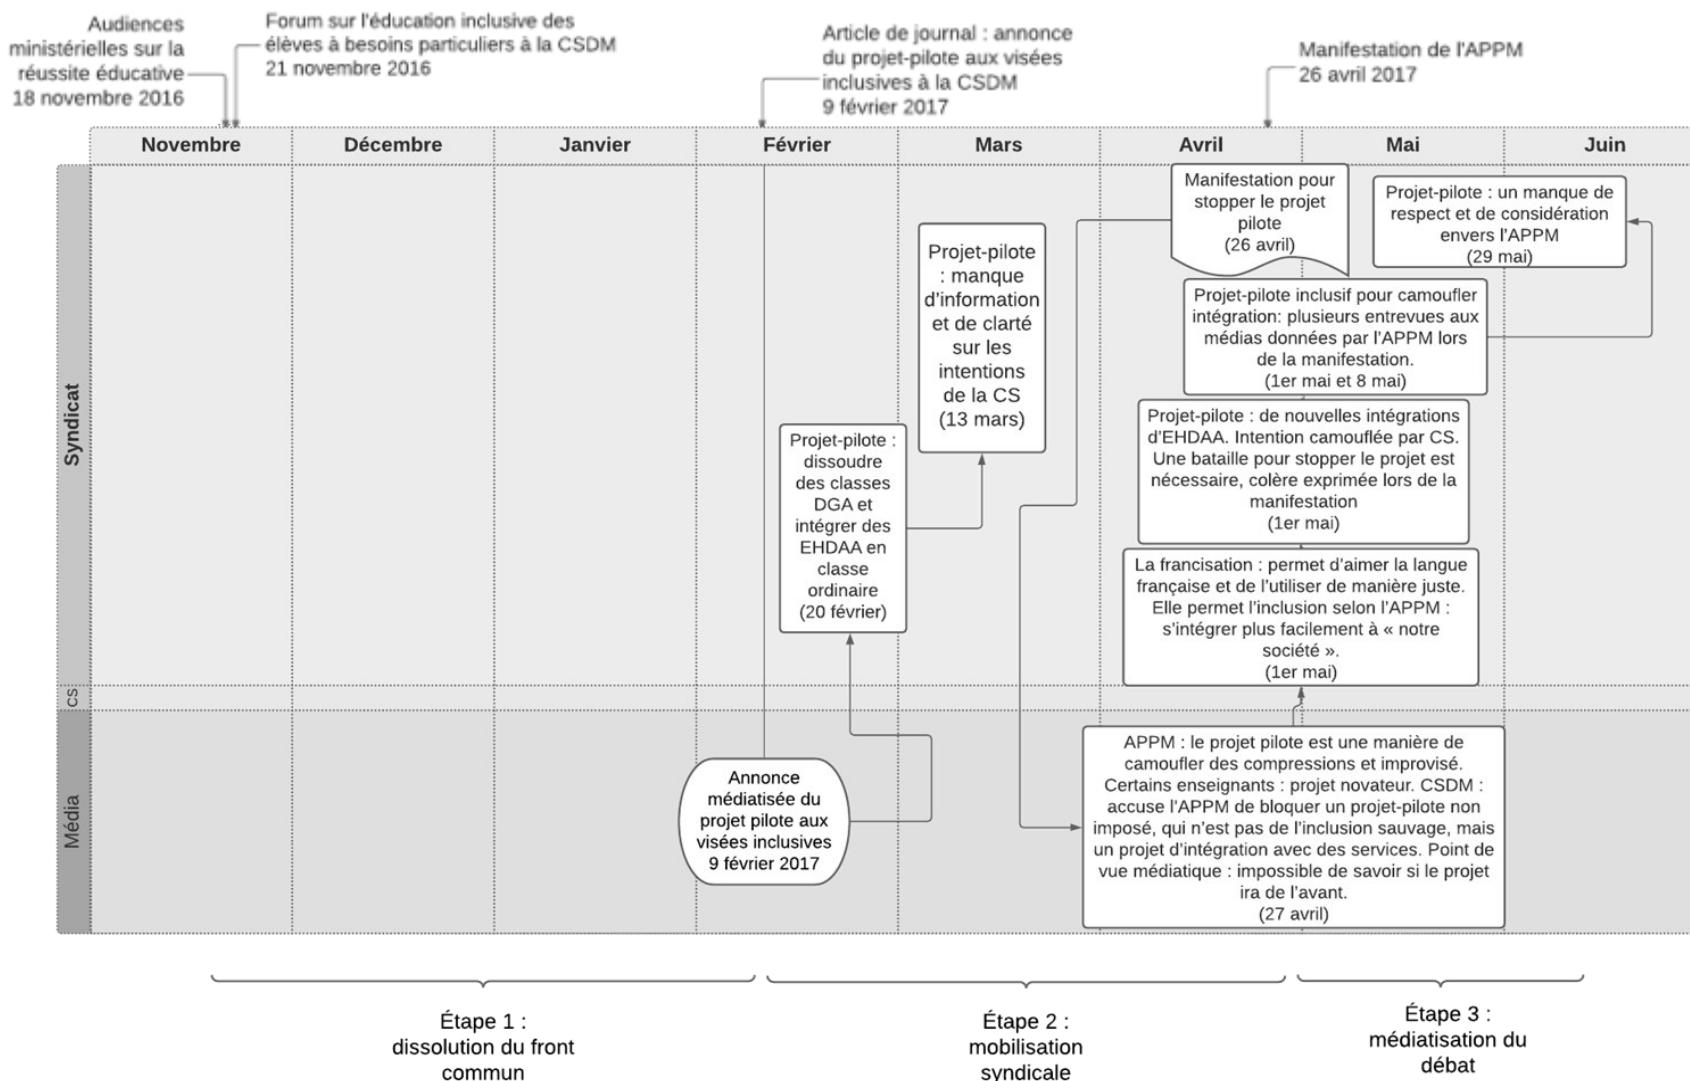 Audiences
ministérielles sur la
réussite éducative
18 novembre 2016
Forum sur l'éducation inclusive des
élèves à besoins particuliers à la CSDM
21 novembre 2016
Article de journal : annonce
du projet-pilote aux visées
inclusives à la CSDM
9 février 2017
Manifestation de l'APPM
26 avril 2017
Novembre
Décembre
Janvier
Février
Mars
Avril
Mai
Juin
Syndicat
Manifestation pour
stopper le projet
pilote
(26 avril)
Projet-pilote : un manque de
respect et de considération
envers l'APPM
(29 mai)
Projet-pilote
: manque
d'information
et de clarté
sur les
intentions
de la CS
(13 mars)
Projet-pilote inclusif pour camoufler
intégration: plusieurs entrevues aux
médias données par l'APPM lors
de la manifestation.
(1er mai et 8 mai)
Projet-pilote : de nouvelles intégrations
d'EHDAA. Intention camouflée par CS.
Une bataille pour stopper le projet est
nécessaire, colère exprimée lors de la
manifestation
(1er mai)
Projet-pilote :
dissoudre
des classes
DGA et
intégrer des
EHDAA en
classe
ordinaire
(20 février)
La francisation : permet d'aimer la langue
française et de l'utiliser de manière juste.
Elle permet l'inclusion selon l'APPM :
s'intégrer plus facilement à « notre
société ».
(1er mai)
CS
Média
Annonce
médiatisée du
projet pilote aux
visées inclusives
9 février 2017
APPM : le projet pilote est une manière de
camoufler des compressions et improvisé.
Certains enseignants : projet novateur. CSDM :
accuse l'APPM de bloquer un projet-pilote non
imposé, qui n'est pas de l'inclusion sauvage, mais
un projet d'intégration avec des services. Point de
vue médiatique : impossible de savoir si le projet
ira de l'avant.
(27 avril)
Étape 1 :
dissolution du front
commun
Étape 2 :
mobilisation
syndicale
Étape 3 :
médiatisation du
débat